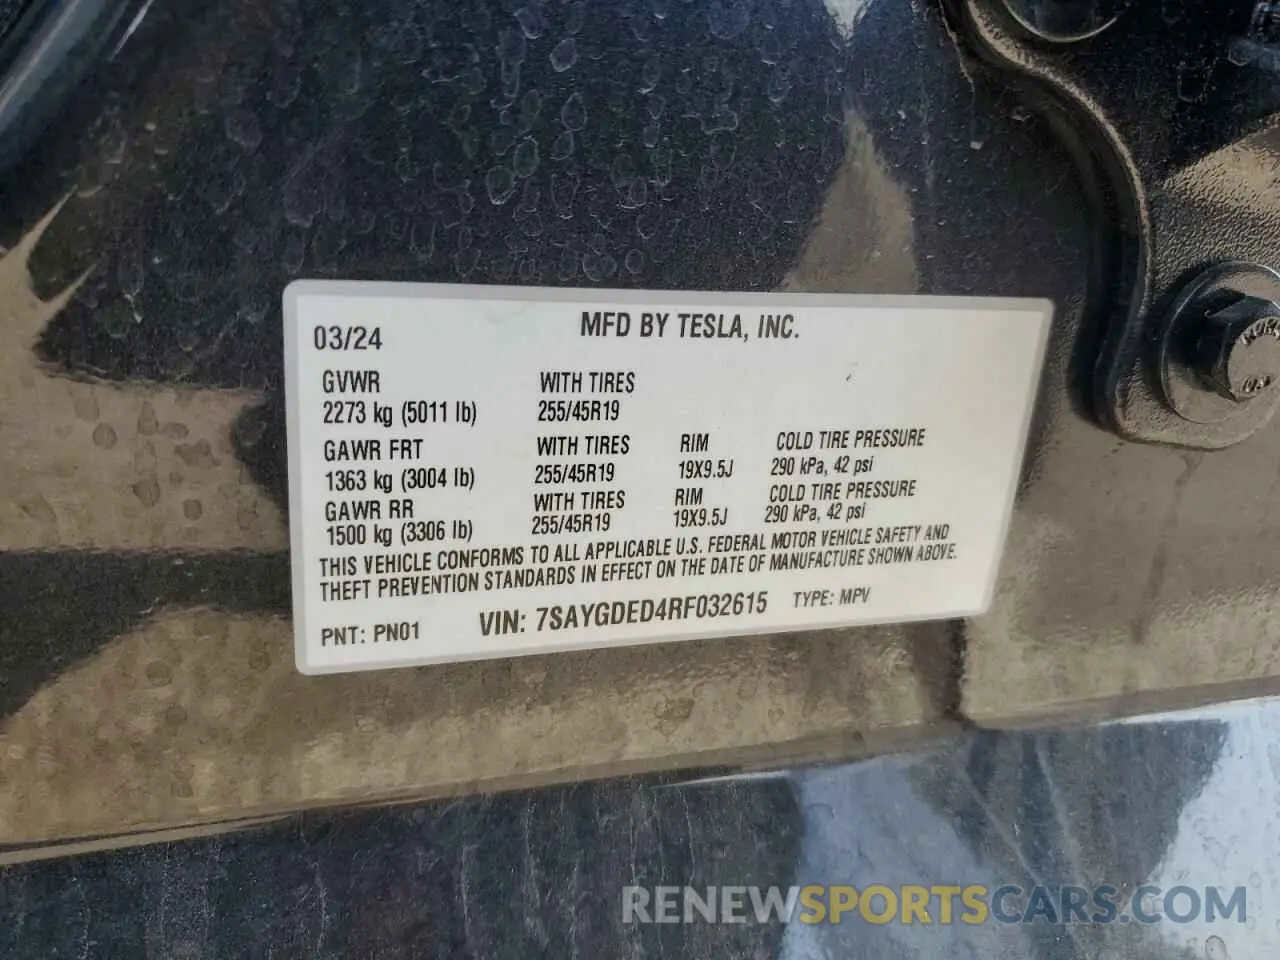 03/24 MFD BY TESLA, INC.
GVWR WITH TIRES
2273 kg (5011 lb) 255/45R19
GAWR FRT WITH TIRES RIM COLD TIRE PRESSURE
1363 kg (3004 lb) 255/45R19 19X9.5J 290 kPa, 42 psi
GAWR RR WITH TIRES RIM COLD TIRE PRESSURE
1500 kg (3306 lb) 255/45R19 19X9.5J 290 kPa, 42 psi
THIS VEHICLE CONFORMS TO ALL APPLICABLE U.S. FEDERAL MOTOR VEHICLE SAFETY AND
THEFT PREVENTION STANDARDS IN EFFECT ON THE DATE OF MANUFACTURE SHOWN ABOVE.
PNT: PN01 VIN: 7SAYGDED4RF032615 TYPE: MPV
RENEWSPORTSCARS.COM